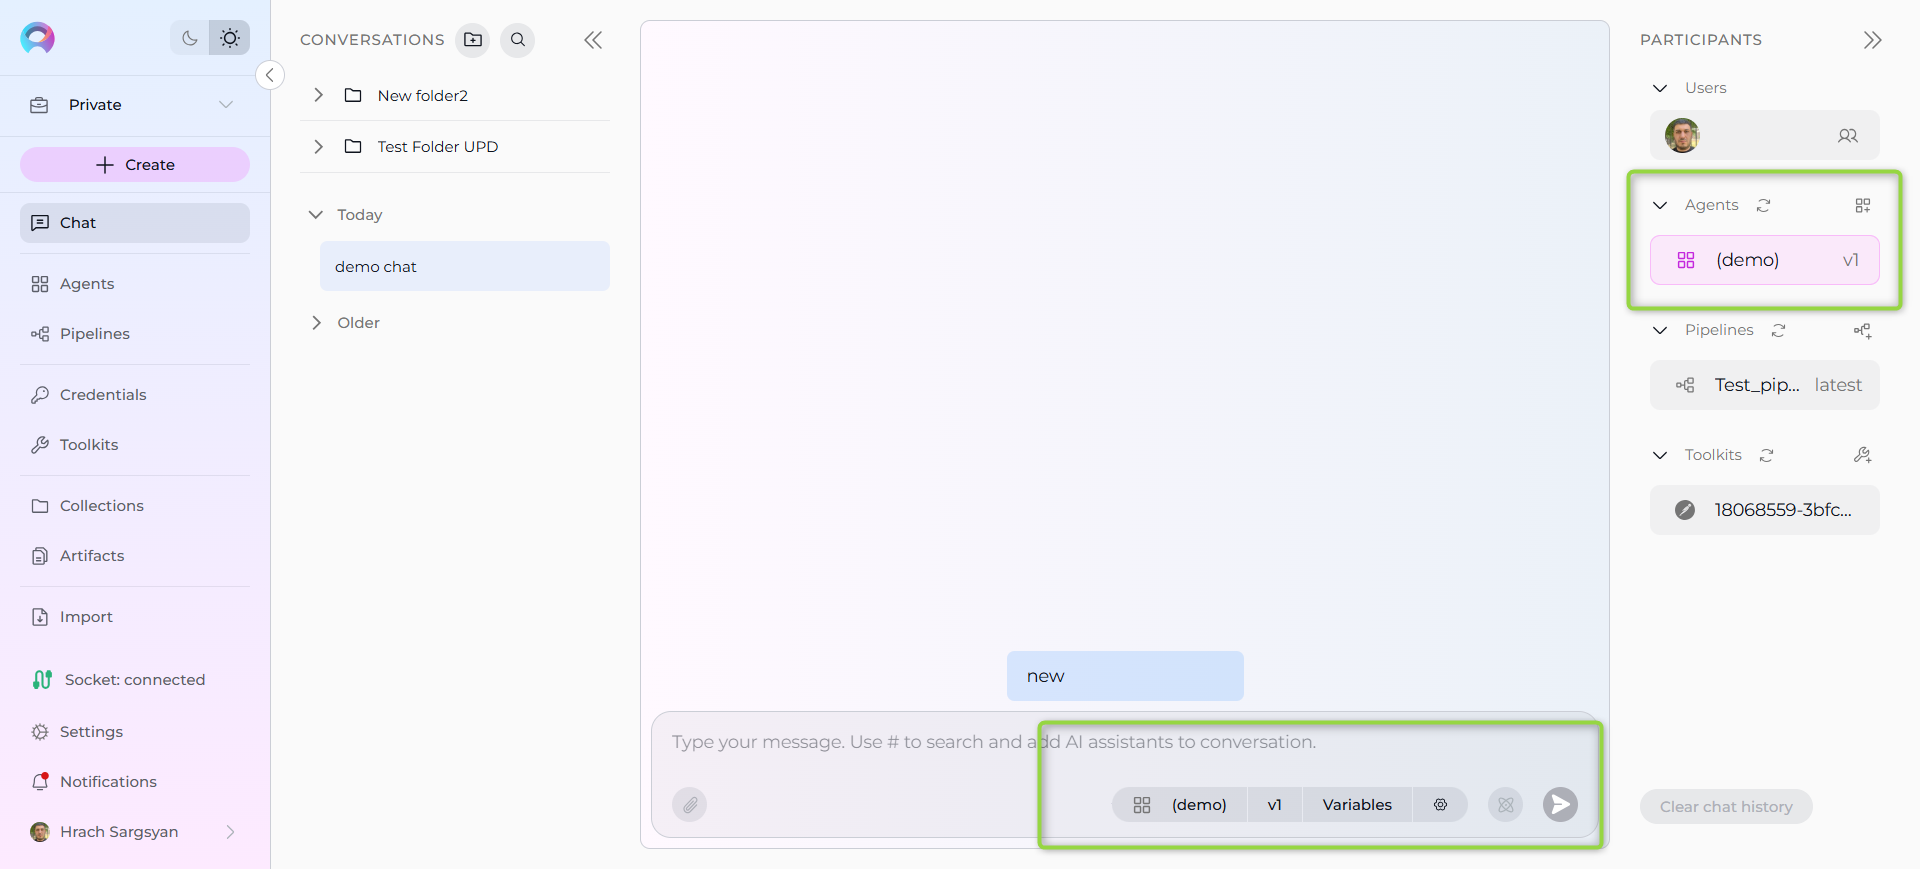 Private
Create
Chat
Agents
Pipelines
Credentials
Toolkits
Collections
Artifacts
Import
Socket: connected
Settings
Notifications
Hrach Sargsyan
CONVERSATIONS
New folder2
Test Folder UPD
Today
demo chat
Older
new
Type your message. Use # to search and add AI assistants to conversation.
(demo) v1 Variables
PARTICIPANTS
Users
Agents
(demo) v1
Pipelines
Test_pip... latest
Toolkits
18068559-3bfc...
Clear chat history